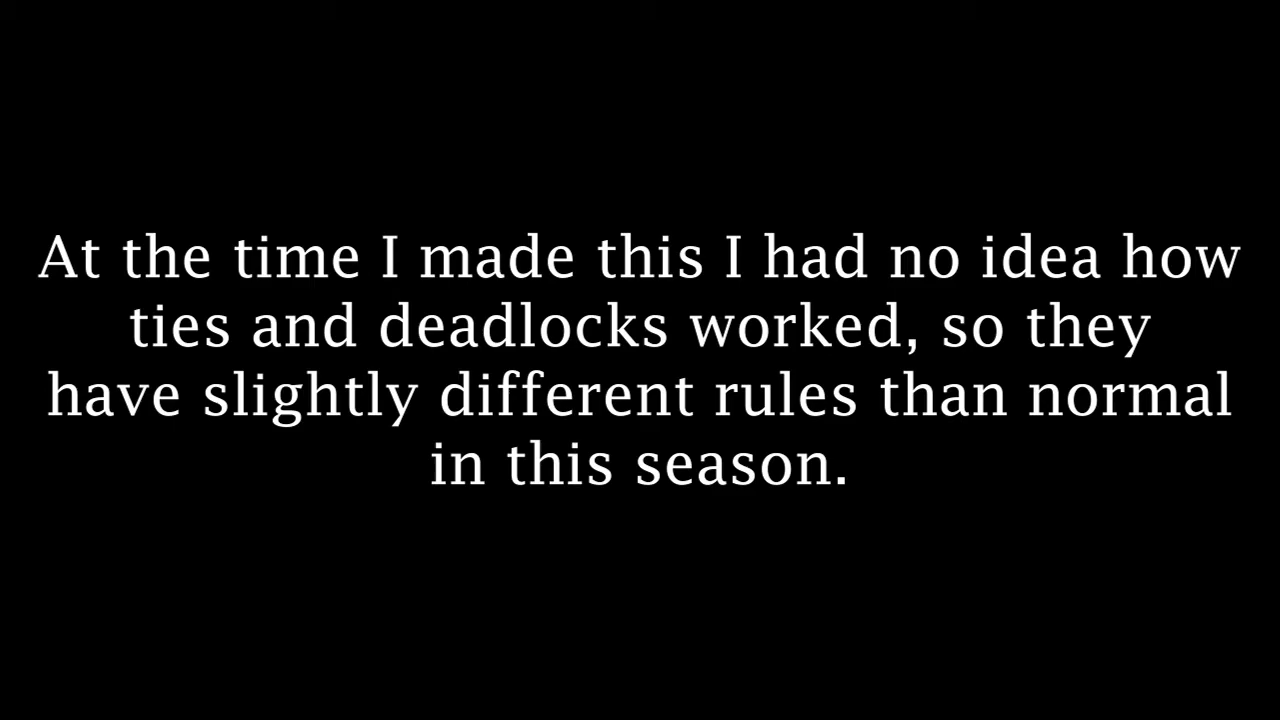 At the time I made this I had no idea how
ties and deadlocks worked, so they
have slightly different rules than normal
in this season.